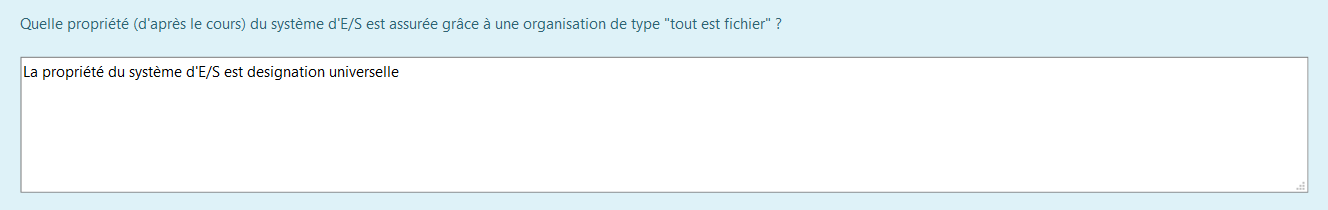 Quelle propriété (d'après le cours) du système d'E/S est assurée grâce à une organisation de type "tout est fichier" ?
La propriété du système d'E/S est designation universelle